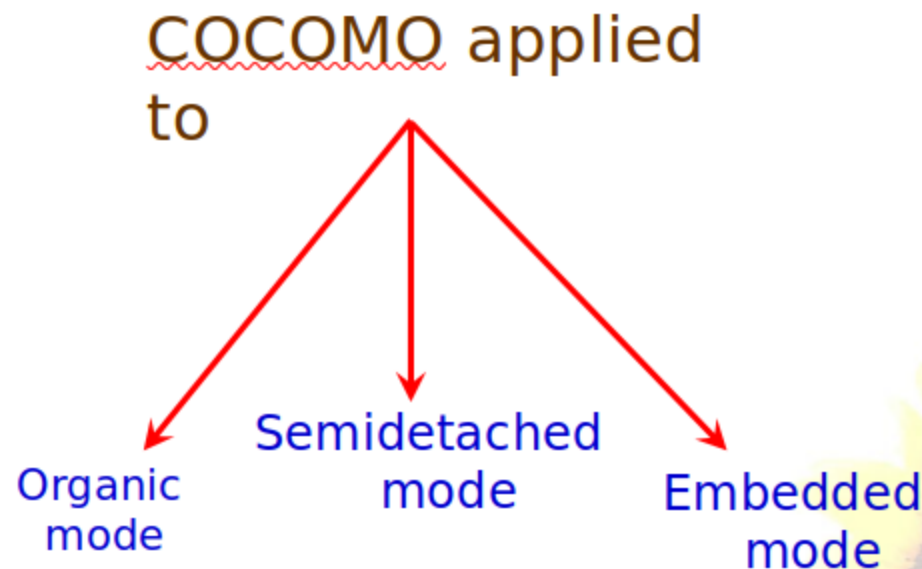 COCOMO applied
to
Organic
mode
Semidetached
mode
Embedded
mode